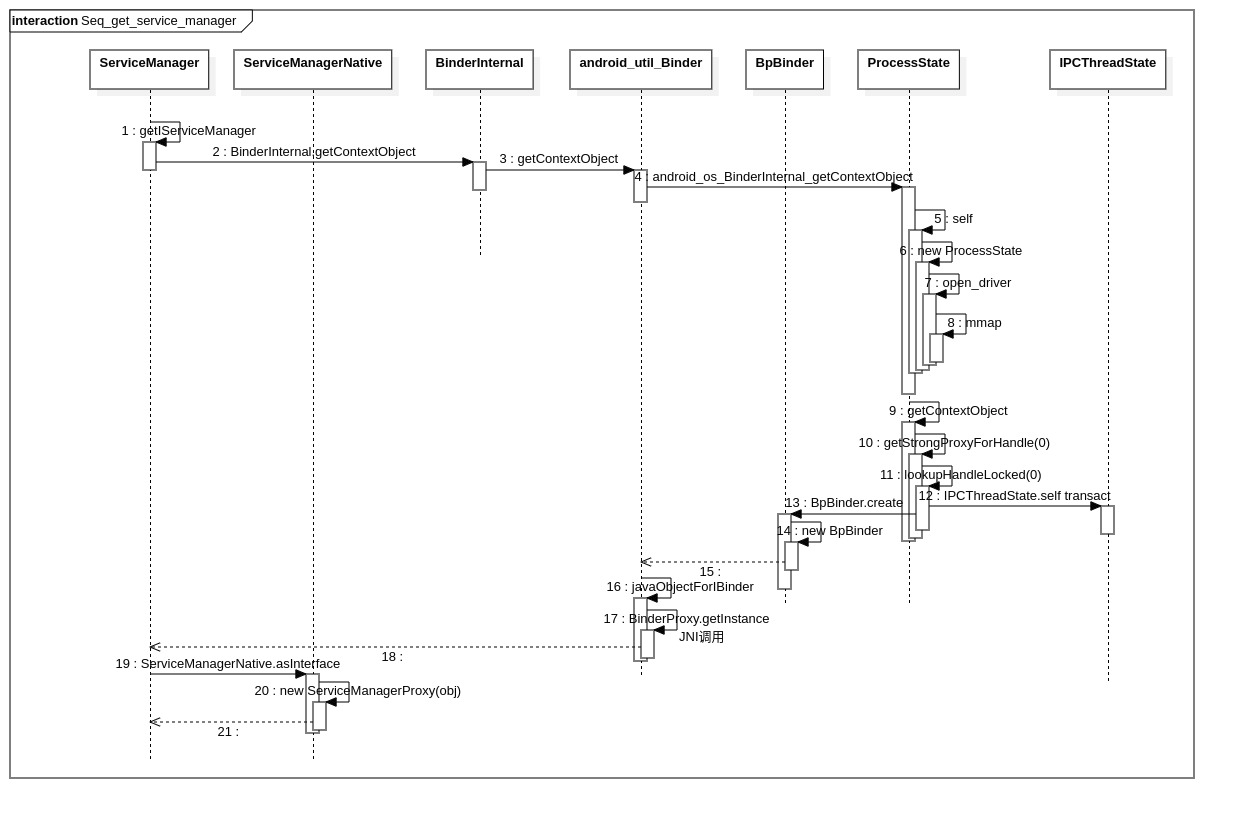 interaction Seq_get_service_manager
ServiceManager
ServiceManagerNative
BinderInternal
android_util_Binder
BpBinder
ProcessState
IPCThreadState
1 : getIServiceManager
2 : BinderInternal.getContextObject
3 : getContextObject
4 : android_os_BinderInternal_getContextObject
5 : self
6 : new ProcessState
7 : open_driver
8 : mmap
9 : getContextObject
10 : getStrongProxyForHandle(0)
11 : lookupHandleLocked(0)
12 : IPCThreadState.self transact
13 : BpBinder.create
14 : new BpBinder
15 :
16 : javaObjectForIBinder
17 : BinderProxy.getInstance
JNI调用
18 :
19 : ServiceManagerNative.asInterface
20 : new ServiceManagerProxy(obj)
21 :